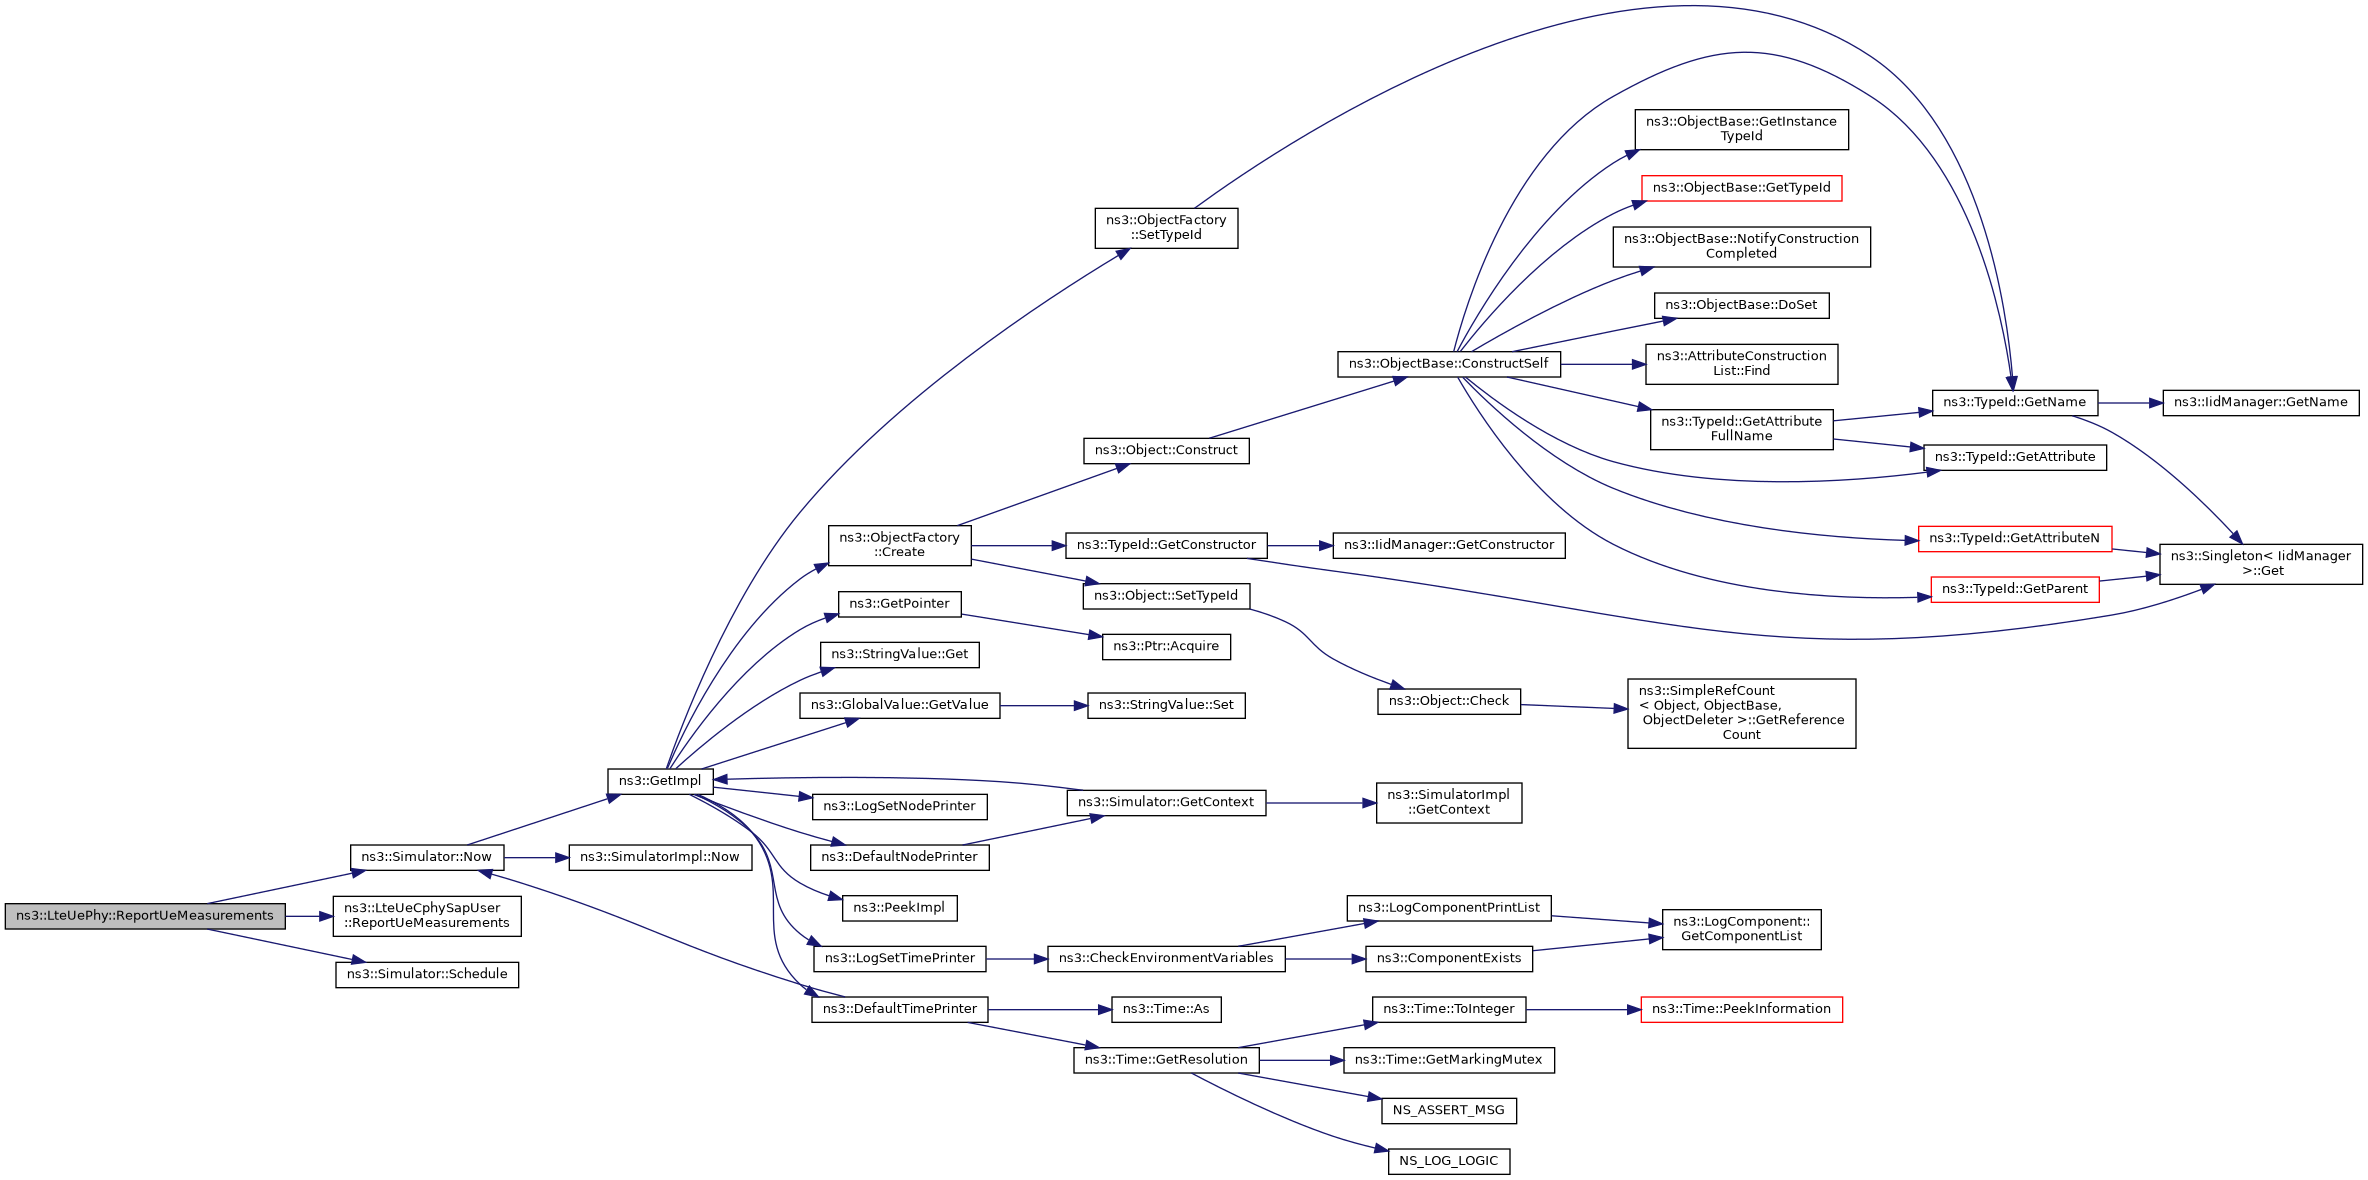 ns3::LteUePhy::ReportUeMeasurements
ns3::Simulator::Now
ns3::LteUeCphySapUser
::ReportUeMeasurements
ns3::Simulator::Schedule
ns3::GetImpl
ns3::SimulatorImpl::Now
ns3::ObjectFactory
::SetTypeId
ns3::ObjectFactory
::Create
ns3::GetPointer
ns3::StringValue::Get
ns3::GlobalValue::GetValue
ns3::LogSetNodePrinter
ns3::DefaultNodePrinter
ns3::PeekImpl
ns3::LogSetTimePrinter
ns3::DefaultTimePrinter
ns3::Object::Construct
ns3::TypeId::GetConstructor
ns3::Object::SetTypeId
ns3::Ptr::Acquire
ns3::StringValue::Set
ns3::Simulator::GetContext
ns3::CheckEnvironmentVariables
ns3::Time::As
ns3::Time::GetResolution
ns3::ObjectBase::ConstructSelf
ns3::IidManager::GetConstructor
ns3::Object::Check
ns3::SimulatorImpl
::GetContext
ns3::LogComponentPrintList
ns3::ComponentExists
ns3::Time::ToInteger
ns3::Time::GetMarkingMutex
NS_ASSERT_MSG
NS_LOG_LOGIC
ns3::ObjectBase::GetInstance
TypeId
ns3::ObjectBase::GetTypeId
ns3::ObjectBase::NotifyConstruction
Completed
ns3::ObjectBase::DoSet
ns3::AttributeConstruction
List::Find
ns3::TypeId::GetAttribute
FullName
ns3::SimpleRefCount
< Object, ObjectBase,
ObjectDeleter >::GetReference
Count
ns3::LogComponent::
GetComponentList
ns3::Time::PeekInformation
ns3::TypeId::GetName
ns3::TypeId::GetAttribute
ns3::TypeId::GetAttributeN
ns3::TypeId::GetParent
ns3::IidManager::GetName
ns3::Singleton< IidManager
>::Get